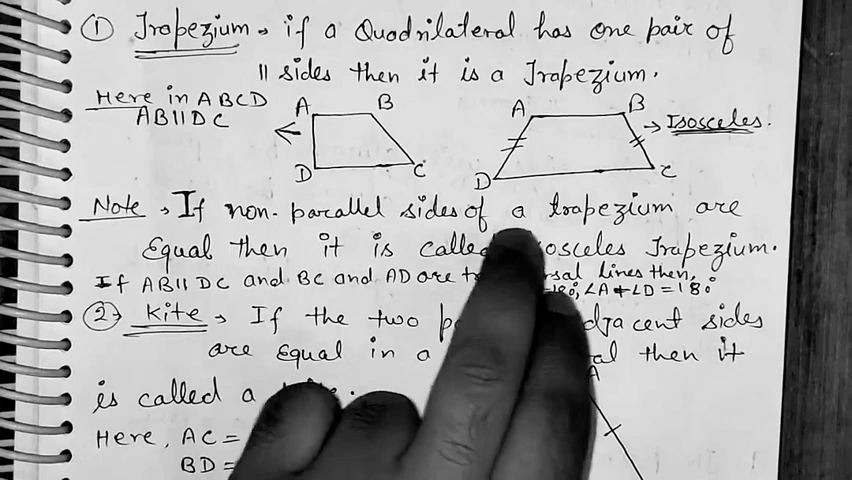 ① Trapezium → if a Quadrilateral has one pair of
|| sides then it is a Trapezium.
Here in ABCD
AB || DC
A B
D C
A B
D C
→ Isosceles.
Note → If non-parallel sides of a trapezium are
Equal then it is called Isosceles Trapezium.
If AB || DC and BC and AD are lines then,
180°, ∠A + ∠D = 180°
② Kite → If the two adjacent sides
are equal in a then it
is called a
Here, AC =
BD =
A